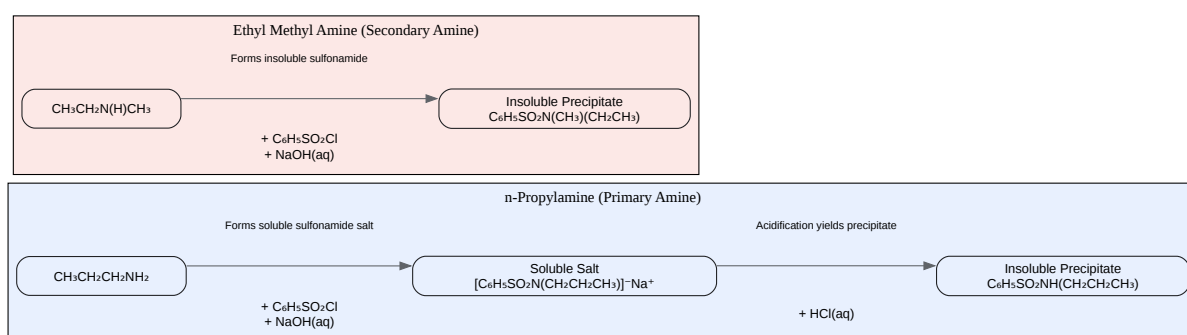 Ethyl Methyl Amine (Secondary Amine)
Forms insoluble sulfonamide
CH₃CH₂N(H)CH₃
Insoluble Precipitate
C₆H₅SO₂N(CH₃)(CH₂CH₃)
+ C₆H₅SO₂Cl
+ NaOH(aq)
n-Propylamine (Primary Amine)
Forms soluble sulfonamide salt
Acidification yields precipitate
CH₃CH₂CH₂NH₂
Soluble Salt
[C₆H₅SO₂N(CH₂CH₂CH₃)]⁻Na⁺
Insoluble Precipitate
C₆H₅SO₂NH(CH₂CH₂CH₃)
+ C₆H₅SO₂Cl
+ NaOH(aq)
+ HCl(aq)